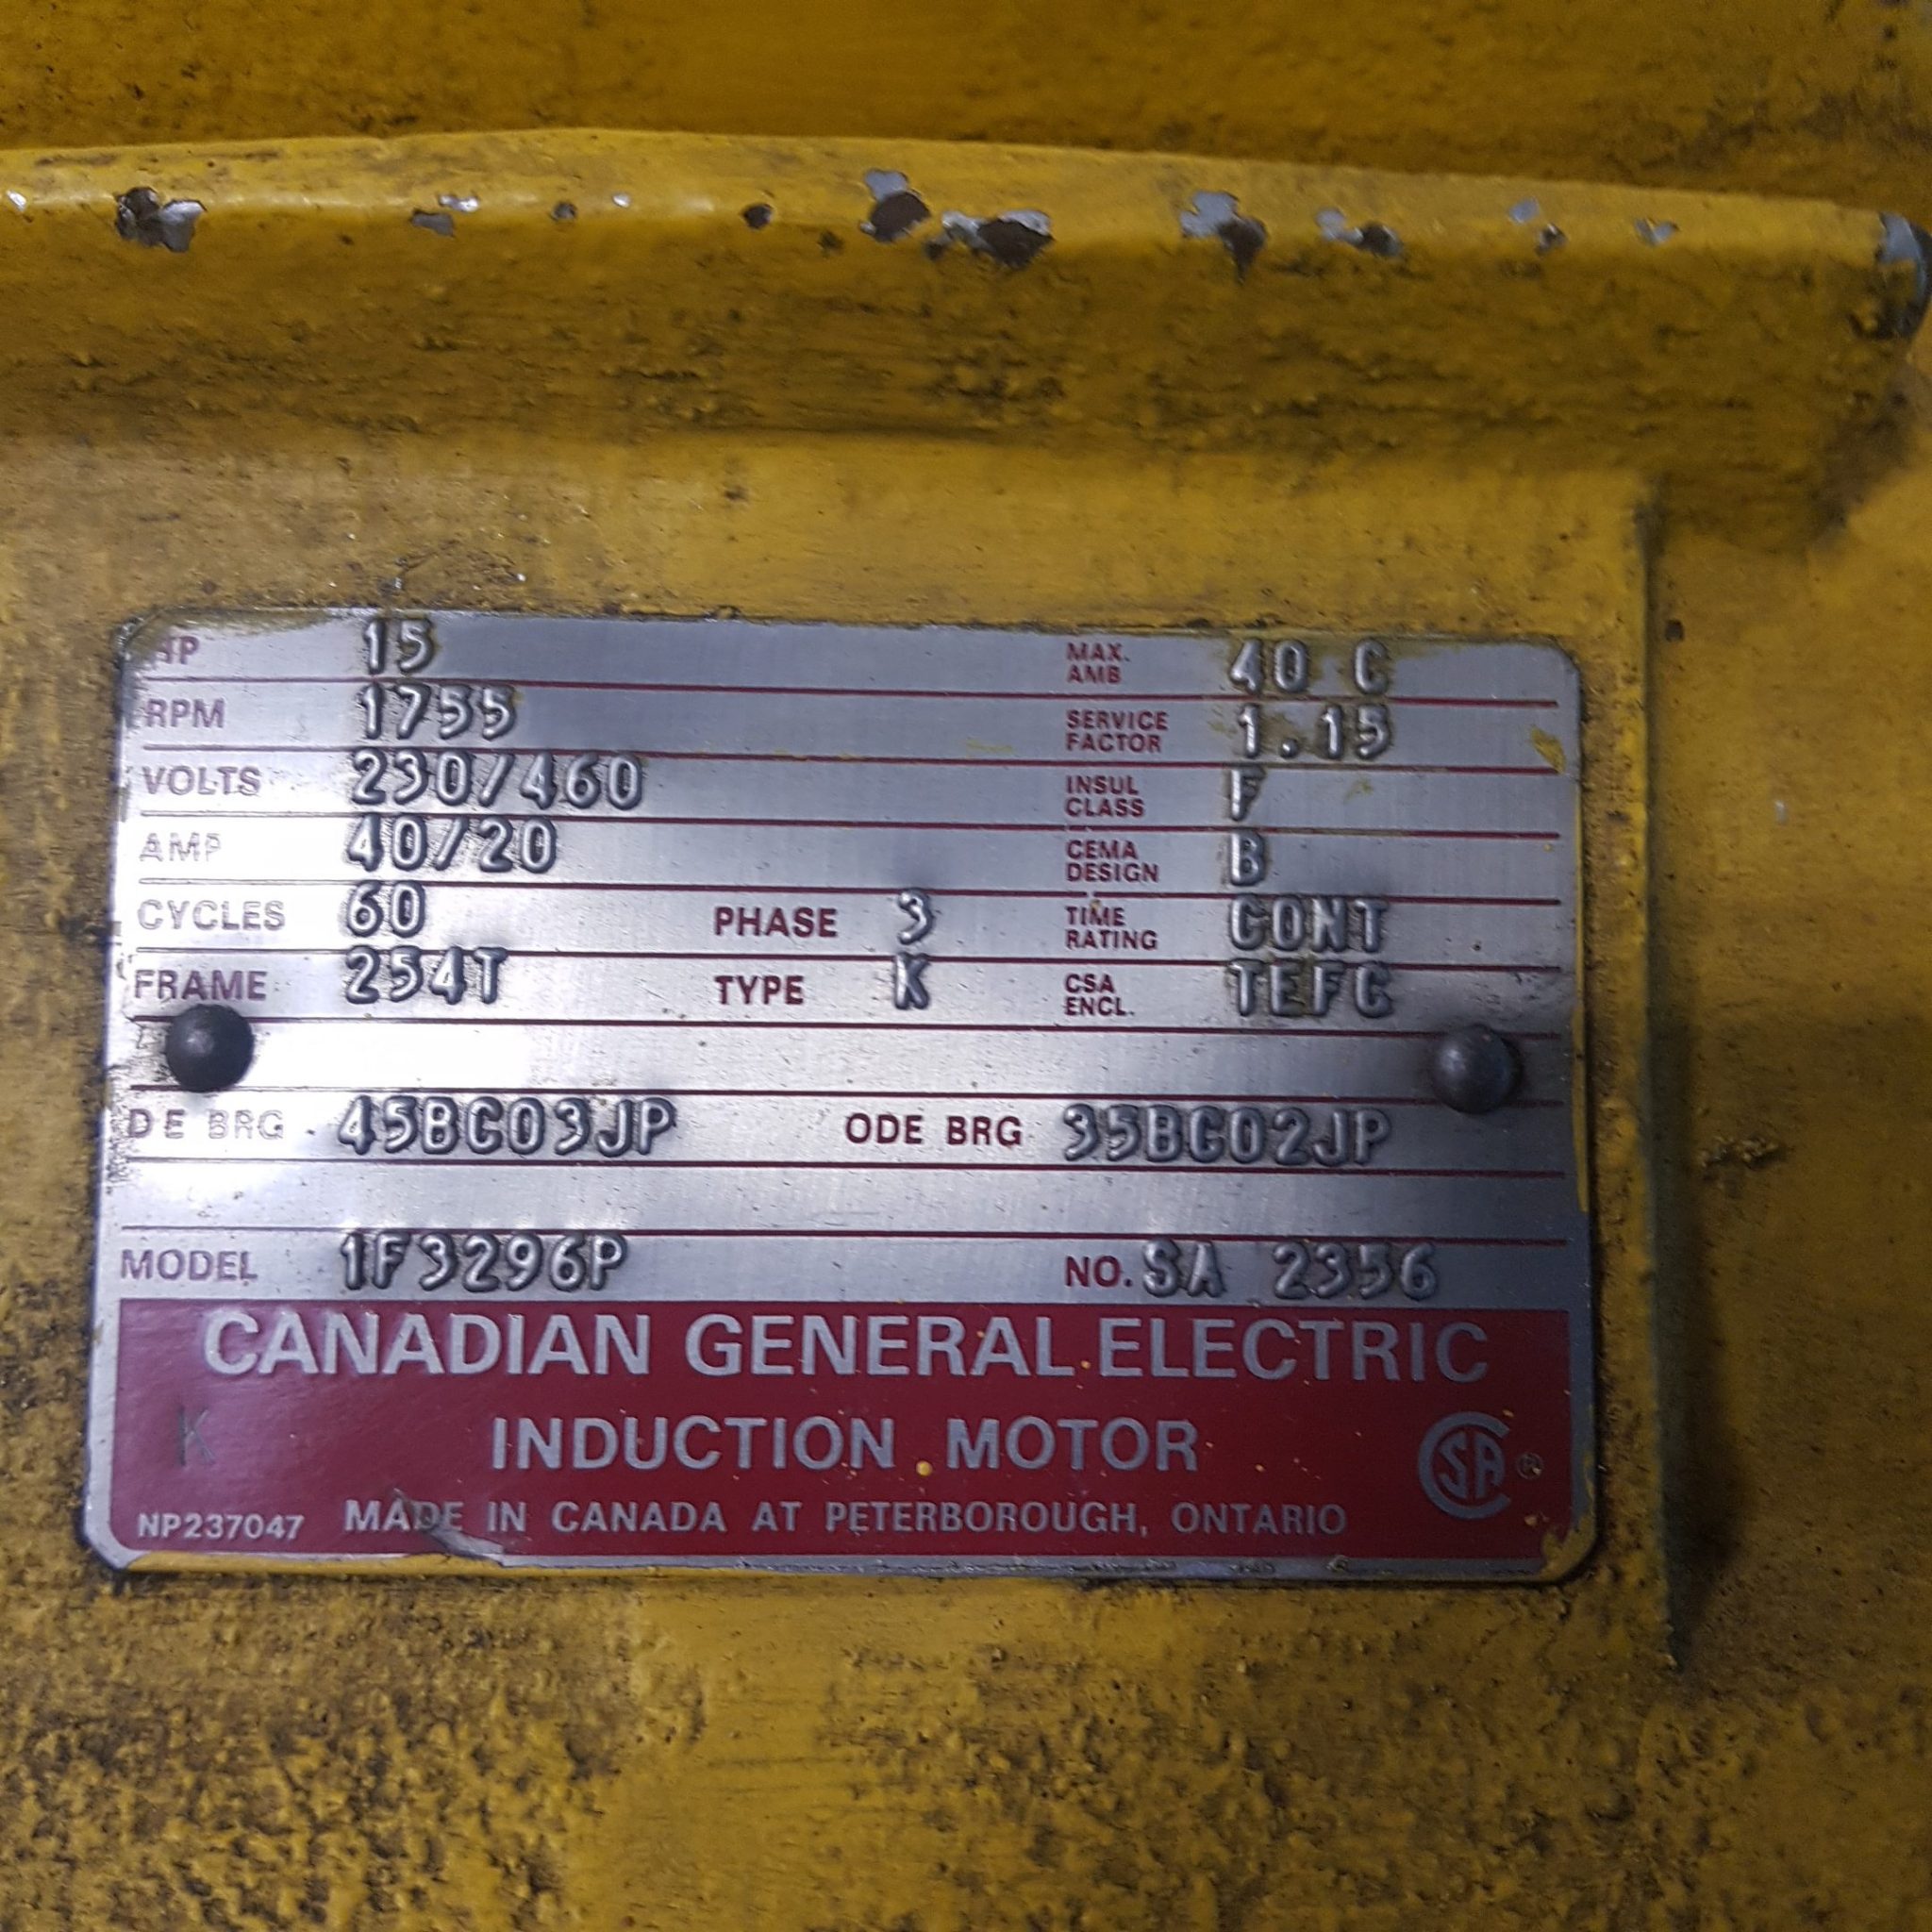 HP 15 MAX. AMB 40 C
RPM 1755 SERVICE FACTOR 1.15
VOLTS 230/460 INSUL CLASS F
AMP 40/20 CEMA DESIGN B
CYCLES 60 PHASE 3 TIME RATING CONT
FRAME 254T TYPE K CSA ENCL. TEFC
DE BRG 45BC03JP ODE BRG 35BC02JP
MODEL 1F3296P NO. SA 2356
CANADIAN GENERAL ELECTRIC
K INDUCTION MOTOR CSA ®
NP237047 MADE IN CANADA AT PETERBOROUGH, ONTARIO